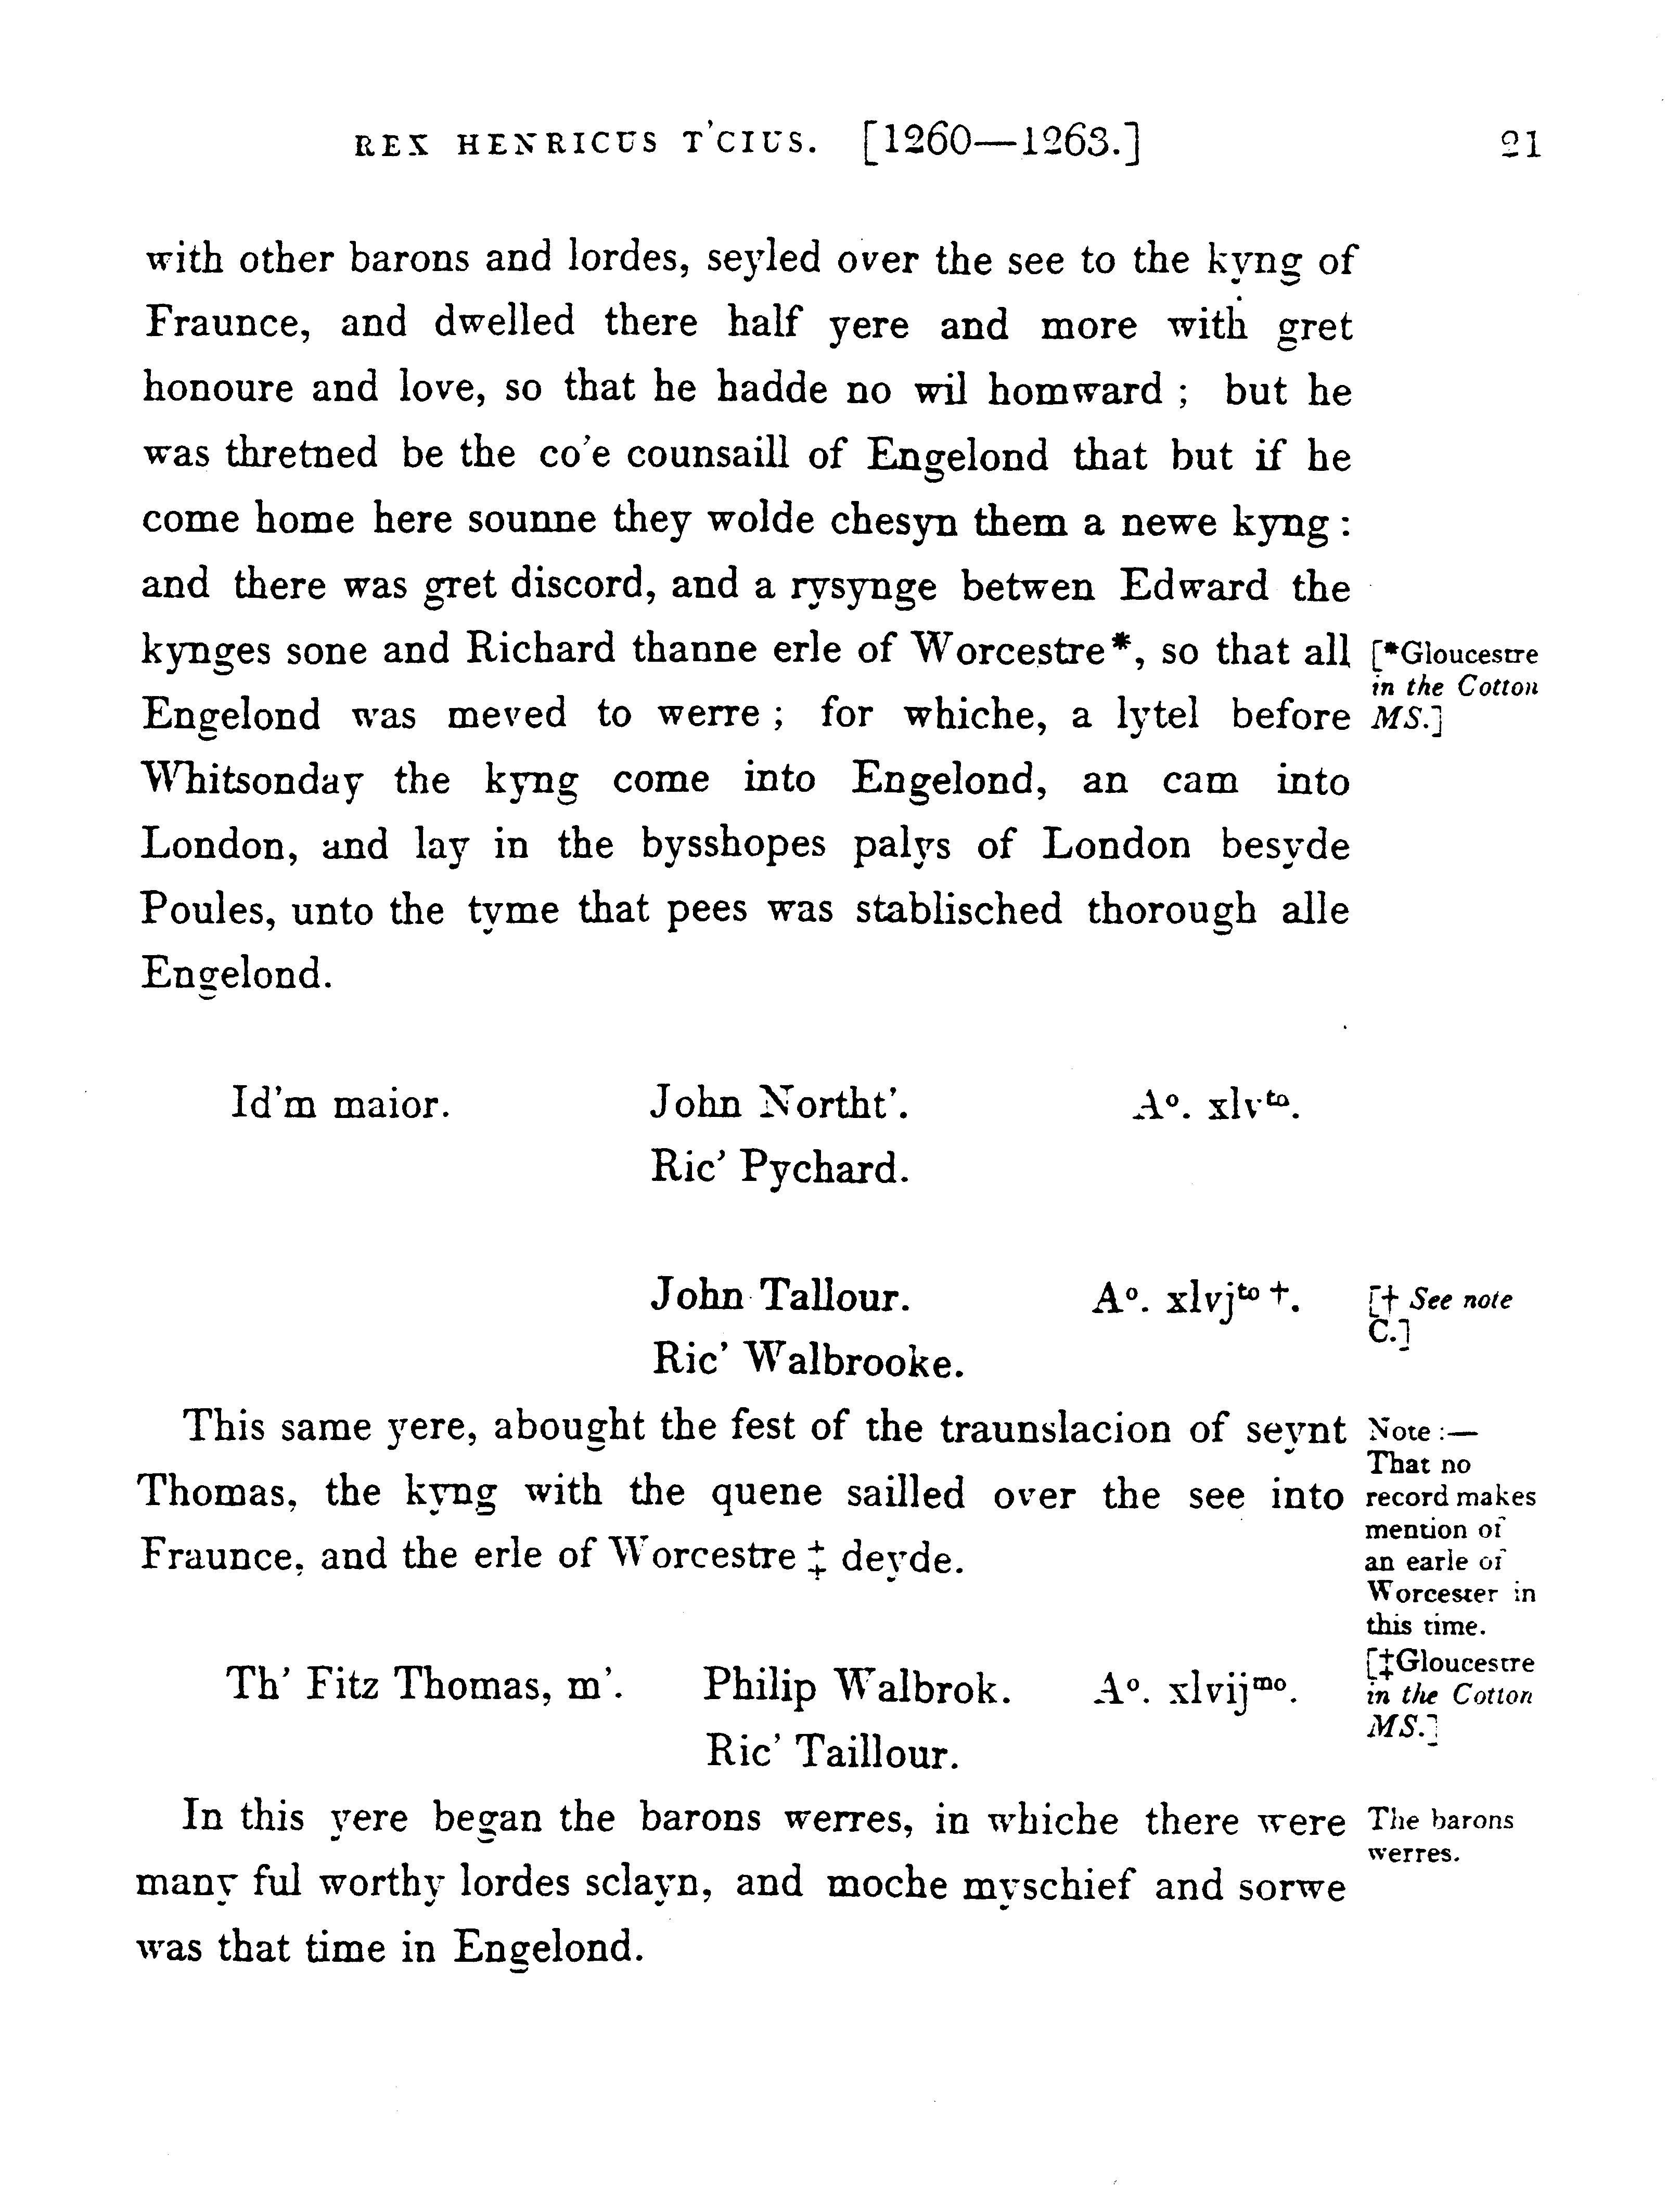 REX HENRICUS T'CIUS. [1260—1263.] 21
with other barons and lordes, seyled over the see to the kyng of
Fraunce, and dwelled there half yere and more with gret
honoure and love, so that he hadde no wil homward ; but he
was thretned be the co'e counsaill of Engelond that but if he
come home here sounne they wolde chesyn them a newe kyng :
and there was gret discord, and a rysynge betwen Edward the
kynges sone and Richard thanne erle of Worcestre*, so that all
Engelond was meved to werre ; for whiche, a lytel before
Whitsonday the kyng come into Engelond, an cam into
London, and lay in the bysshopes palys of London besyde
Poules, unto the tyme that pees was stablisched thorough alle
Engelond.
[*Gloucestre
in the Cotton
MS.]
Id'm maior. John Northt'. Aº. xlvᵗᵒ.
Ric' Pychard.
John Tallour. Aº. xlvjᵗᵒ †.
Ric' Walbrooke.
[† See note
C.]
This same yere, abought the fest of the traunslacion of seynt
Thomas, the kyng with the quene sailled over the see into
Fraunce, and the erle of Worcestre ‡ deyde.
Note :—
That no
record makes
mention of
an earle of
Worcester in
this time.
[‡Gloucestre
in the Cotton
MS.]
Th' Fitz Thomas, m'. Philip Walbrok. Aº. xlvijᵐᵒ.
Ric' Taillour.
In this yere began the barons werres, in whiche there were
many ful worthy lordes sclayn, and moche myschief and sorwe
was that time in Engelond.
The barons
werres.